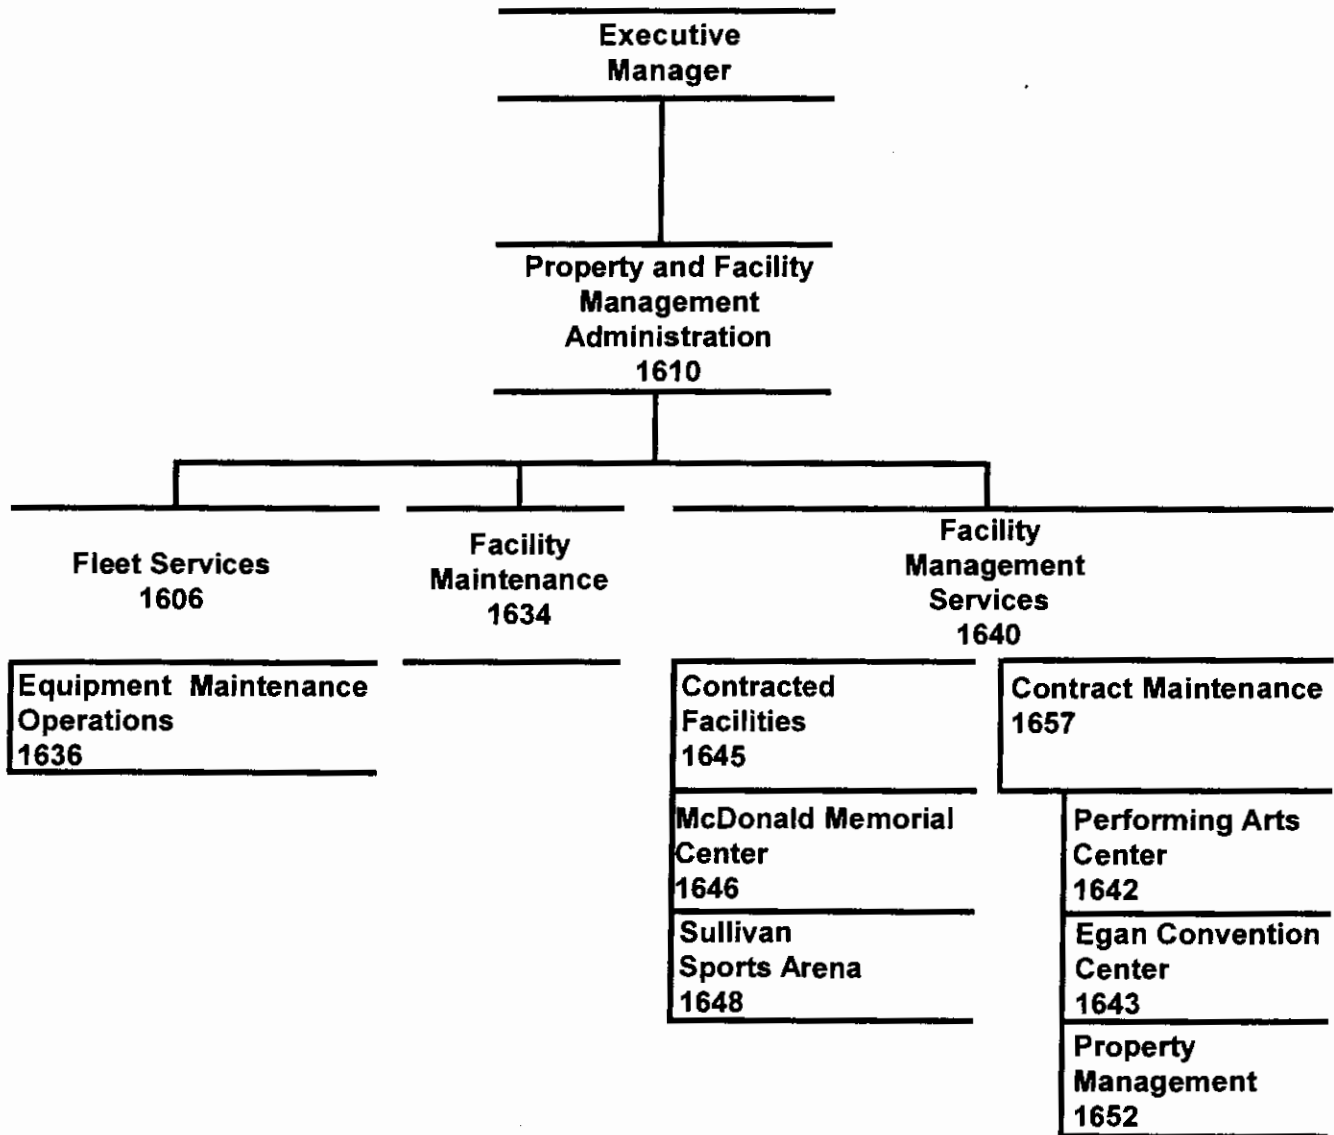 Executive
Manager
Property and Facility
Management
Administration
1610
Fleet Services
1606
Facility
Maintenance
1634
Facility
Management
Services
1640
Equipment Maintenance
Operations
1636
Contracted
Facilities
1645
McDonald Memorial
Center
1646
Sullivan
Sports Arena
1648
Contract Maintenance
1657
Performing Arts
Center
1642
Egan Convention
Center
1643
Property
Management
1652